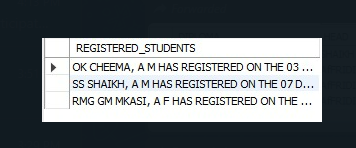 REGISTERED_STUDENTS
OK CHEEMA, A M HAS REGISTERED ON THE 03 ...
SS SHAIKH, A M HAS REGISTERED ON THE 07 D...
RMG GM MKASI, A F HAS REGISTERED ON THE ...